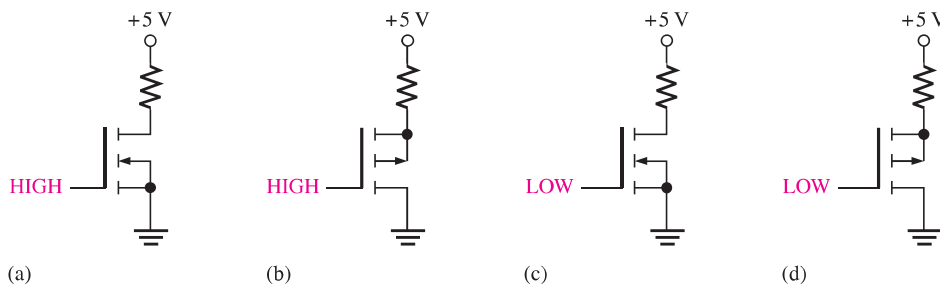 +5 V +5 V +5 V +5 V
HIGH HIGH LOW LOW
(a) (b) (c) (d)